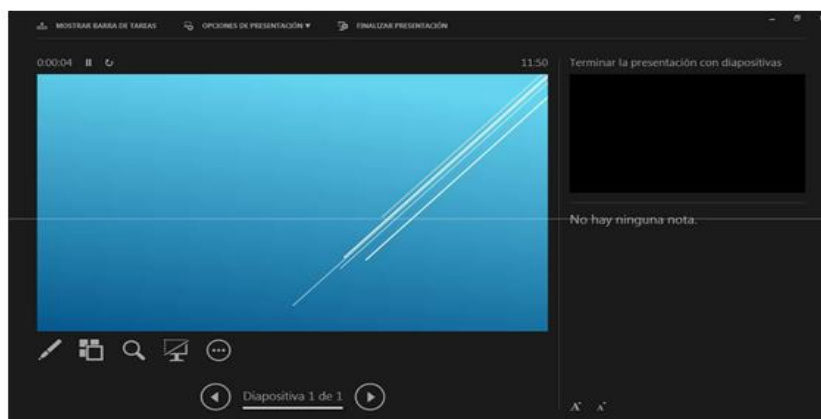 MOSTRAR BARRA DE TAREAS OPCIONES DE PRESENTACIÓN ▼ FINALIZAR PRESENTACIÓN
0:00:04 11:50 Terminar la presentación con diapositivas
No hay ninguna nota.
Diapositiva 1 de 1
A A